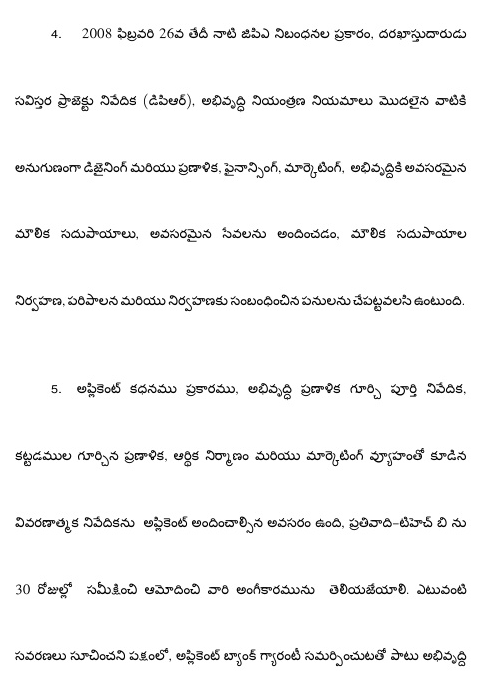 4. 2008 ఫిబ్రవరి 26వ తేదీ నాటి జిపిఎ నిబంధనల ప్రకారం, దరఖాస్తుదారుడు
సవిస్తర ప్రాజెక్టు నివేదిక (డిపిఆర్), అభివృద్ధి నియంత్రణ నియమాలు మొదలైన వాటికి
అనుగుణంగా డిజైనింగ్ మరియు ప్రణాళిక, ఫైనాన్సింగ్, మార్కెటింగ్, అభివృద్దికి అవసరమైన
మౌలిక సదుపాయాలు, అవసరమైన సేవలను అందించడం, మౌలిక సదుపాయాల
నిర్వహణ, పరిపాలన మరియు నిర్వహణకు సంబంధించిన పనులను చేపట్టవలసి ఉంటుంది.
5. అప్లికెంట్ కధనము ప్రకారము, అభివృద్ధి ప్రణాళిక గూర్చి పూర్తి నివేదిక,
కట్టడముల గూర్చిన ప్రణాళిక, ఆర్థిక నిర్మాణం మరియు మార్కెటింగ్ వ్యూహంతో కూడిన
వివరణాత్మక నివేదికను అప్లికెంట్ అందించాల్సిన అవసరం ఉంది, ప్రతివాది-టిహెచ్ బి ను
30 రోజుల్లో సమీక్షించి ఆమోదించి వారి అంగీకారమును తెలియజేయాలి. ఎటువంటి
సవరణలు సూచించని పక్షంలో, అప్లికెంట్ బ్యాంక్ గ్యారంటీ సమర్పించుటతో పాటు అభివృద్ధి